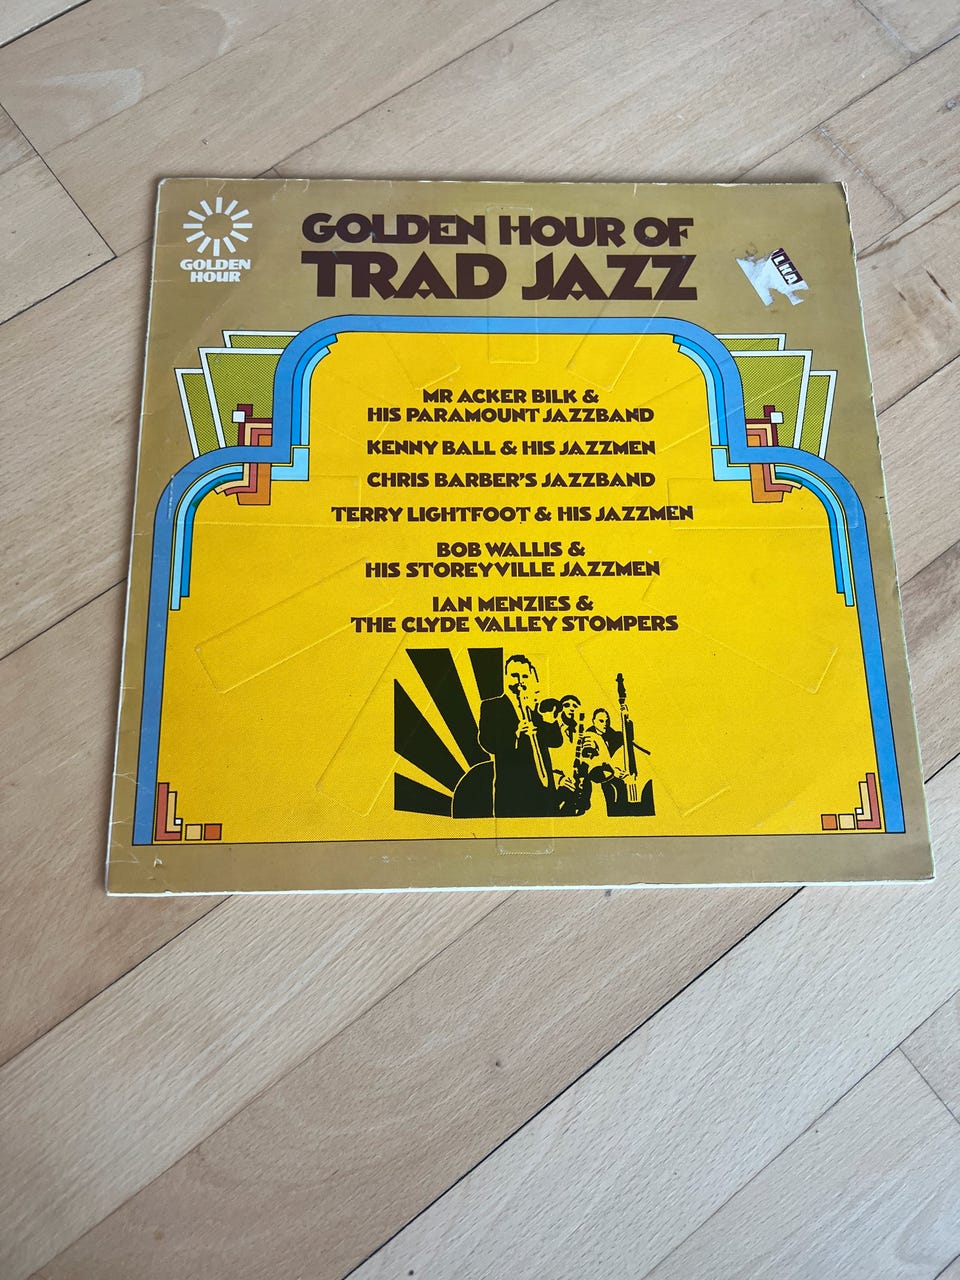 GOLDEN HOUR
GOLDEN HOUR OF
TRAD JAZZ
LKA
MR ACKER BILK &
HIS PARAMOUNT JAZZBAND
KENNY BALL & HIS JAZZMEN
CHRIS BARBER'S JAZZBAND
TERRY LIGHTFOOT & HIS JAZZMEN
BOB WALLIS &
HIS STOREYVILLE JAZZMEN
IAN MENZIES &
THE CLYDE VALLEY STOMPERS